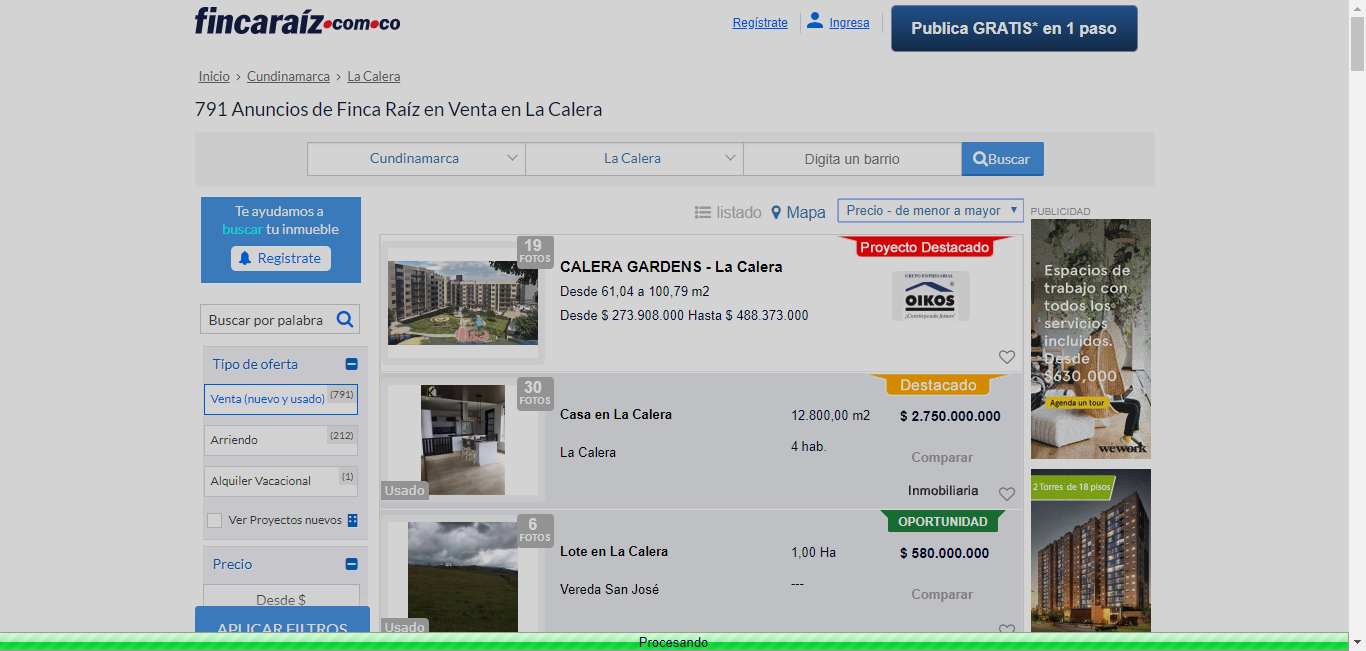 fincaraíz.com.co
Regístrate
Ingresa
Publica GRATIS* en 1 paso
Inicio > Cundinamarca > La Calera
791 Anuncios de Finca Raíz en Venta en La Calera
Cundinamarca
La Calera
Digita un barrio
Buscar
Te ayudamos a
buscar tu inmueble
Registrate
Buscar por palabra
Tipo de oferta
Venta (nuevo y usado) (791)
Arriendo (212)
Alquiler Vacacional (1)
Ver Proyectos nuevos
Precio
Desde $
APLICAR FILTROS
listado
Mapa
Precio - de menor a mayor
19
FOTOS
CALERA GARDENS - La Calera
Desde 61,04 a 100,79 m2
Desde $ 273.908.000 Hasta $ 488.373.000
Proyecto Destacado
GRUPO EMPRESARIAL
OIKOS
¡Construyendo futuro!
30
FOTOS
Usado
Casa en La Calera
La Calera
12.800,00 m2
4 hab.
Destacado
$ 2.750.000.000
Comparar
Inmobiliaria
6
FOTOS
Usado
Lote en La Calera
Vereda San José
1,00 Ha
---
OPORTUNIDAD
$ 580.000.000
Comparar
PUBLICIDAD
Espacios de
trabajo con
todos los
servicios
incluidos.
Desde
$630,000
Agenda un tour
wework
2 Torres de 18 pisos
Procesando